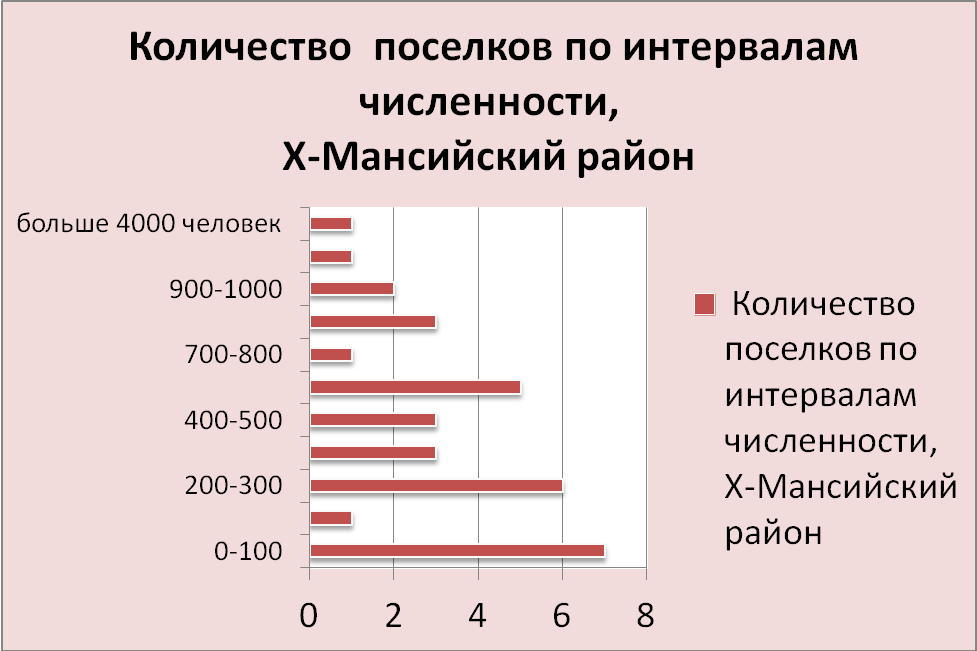 Количество поселков по интервалам
численности,
Х-Мансийский район
больше 4000 человек
900-1000
700-800
400-500
200-300
0-100
0 2 4 6 8
Количество
поселков по
интервалам
численности,
Х-Мансийский
район